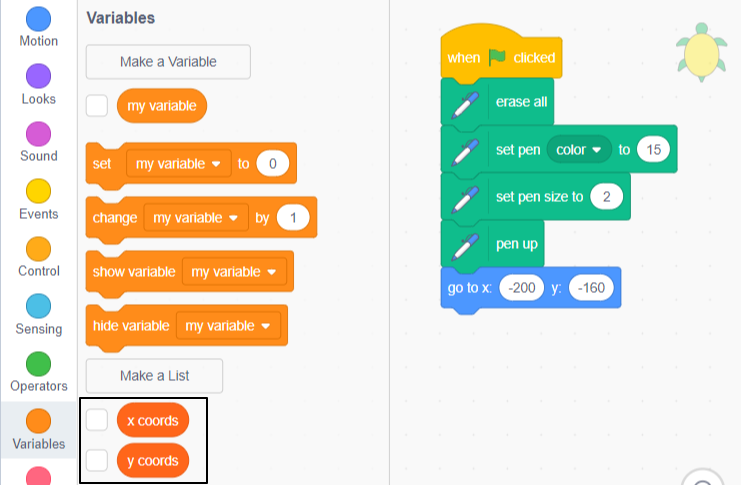 Motion
Looks
Sound
Events
Control
Sensing
Operators
Variables
Variables
Make a Variable
my variable
set my variable to 0
change my variable by 1
show variable my variable
hide variable my variable
Make a List
x coords
y coords
when clicked
erase all
set pen color to 15
set pen size to 2
pen up
go to x: -200 y: -160